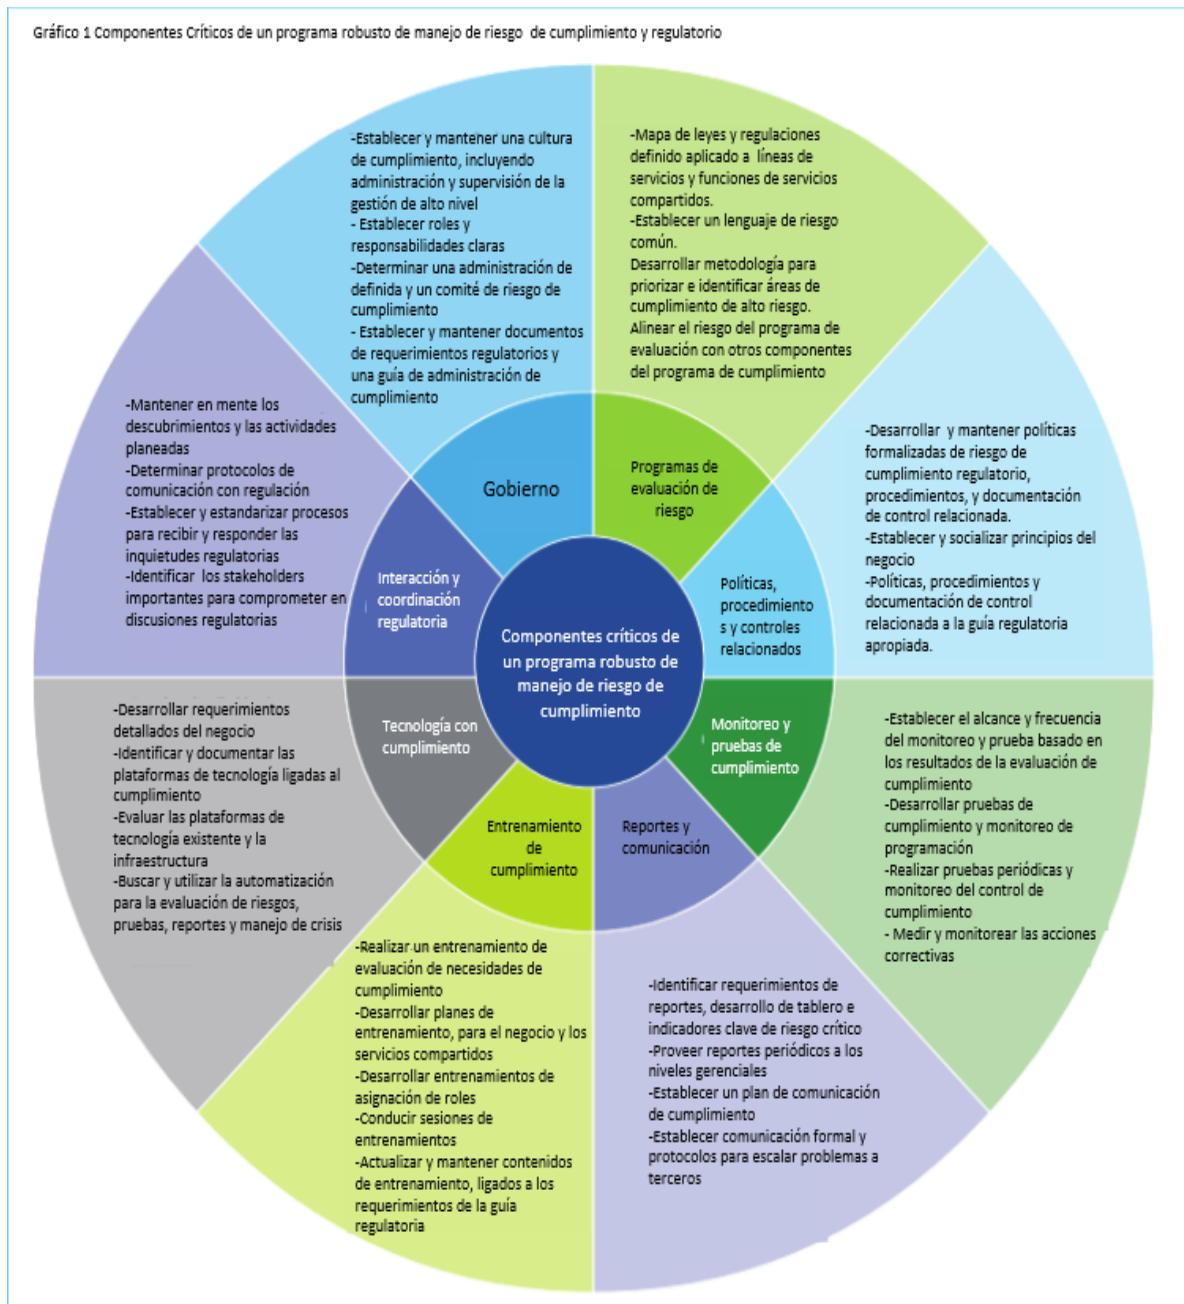 Gráfico 1 Componentes Críticos de un programa robusto de manejo de riesgo de cumplimiento y regulatorio
-Establecer y mantener una cultura
de cumplimiento, incluyendo
administración y supervisión de la
gestión de alto nivel
- Establecer roles y
responsabilidades claras
-Determinar una administración de
definida y un comité de riesgo de
cumplimiento
- Establecer y mantener documentos
de requerimientos regulatorios y
una guía de administración de
cumplimiento
Gobierno
-Mapa de leyes y regulaciones
definido aplicado a líneas de
servicios y funciones de servicios
compartidos.
-Establecer un lenguaje de riesgo
común.
Desarrollar metodología para
priorizar e identificar áreas de
cumplimiento de alto riesgo.
Alinear el riesgo del programa de
evaluación con otros componentes
del programa de cumplimiento
Programas de
evaluación de
riesgo
-Desarrollar y mantener políticas
formalizadas de riesgo de
cumplimiento regulatorio,
procedimientos, y documentación
de control relacionada.
-Establecer y socializar principios del
negocio
-Políticas, procedimientos y
documentación de control
relacionada a la guía regulatoria
apropiada.
Políticas,
procedimiento
s y controles
relacionados
-Establecer el alcance y frecuencia
del monitoreo y prueba basado en
los resultados de la evaluación de
cumplimiento
-Desarrollar pruebas de
cumplimiento y monitoreo de
programación
-Realizar pruebas periódicas y
monitoreo del control de
cumplimiento
- Medir y monitorear las acciones
correctivas
Monitoreo y
pruebas de
cumplimiento
-Identificar requerimientos de
reportes, desarrollo de tablero e
indicadores clave de riesgo crítico
-Proveer reportes periódicos a los
niveles gerenciales
-Establecer un plan de comunicación
de cumplimiento
-Establecer comunicación formal y
protocolos para escalar problemas a
terceros
Reportes y
comunicación
-Realizar un entrenamiento de
evaluación de necesidades de
cumplimiento
-Desarrollar planes de
entrenamiento, para el negocio y los
servicios compartidos
-Desarrollar entrenamientos de
asignación de roles
-Conducir sesiones de
entrenamientos
-Actualizar y mantener contenidos
de entrenamiento, ligados a los
requerimientos de la guía
regulatoria
Entrenamiento
de
cumplimiento
-Desarrollar requerimientos
detallados del negocio
-Identificar y documentar las
plataformas de tecnología ligadas al
cumplimiento
-Evaluar las plataformas de
tecnología existente y la
infraestructura
-Buscar y utilizar la automatización
para la evaluación de riesgos,
pruebas, reportes y manejo de crisis
Tecnología con
cumplimiento
-Mantener en mente los
descubrimientos y las actividades
planeadas
-Determinar protocolos de
comunicación con regulación
-Establecer y estandarizar procesos
para recibir y responder las
inquietudes regulatorias
-Identificar los stakeholders
importantes para comprometer en
discusiones regulatorias
Interacción y
coordinación
regulatoria
Componentes críticos de
un programa robusto de
manejo de riesgo de
cumplimiento